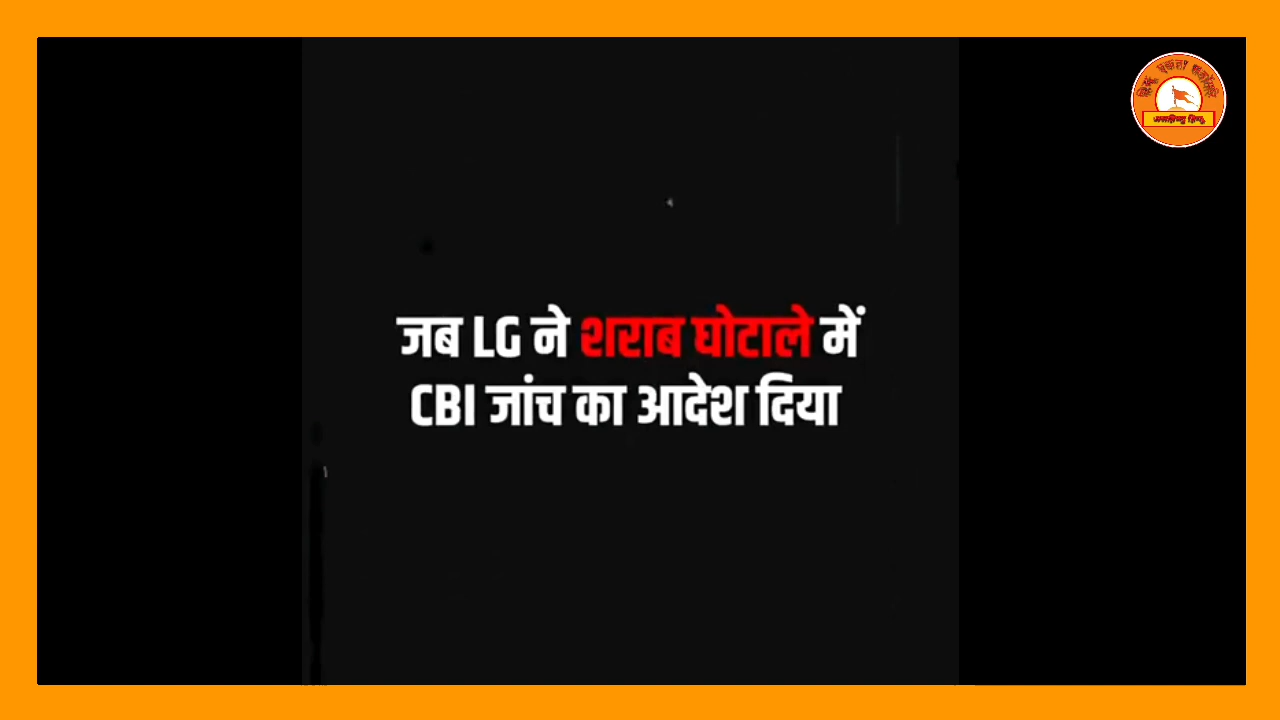 जब LG ने शराब घोटाले में
CBI जांच का आदेश दिया